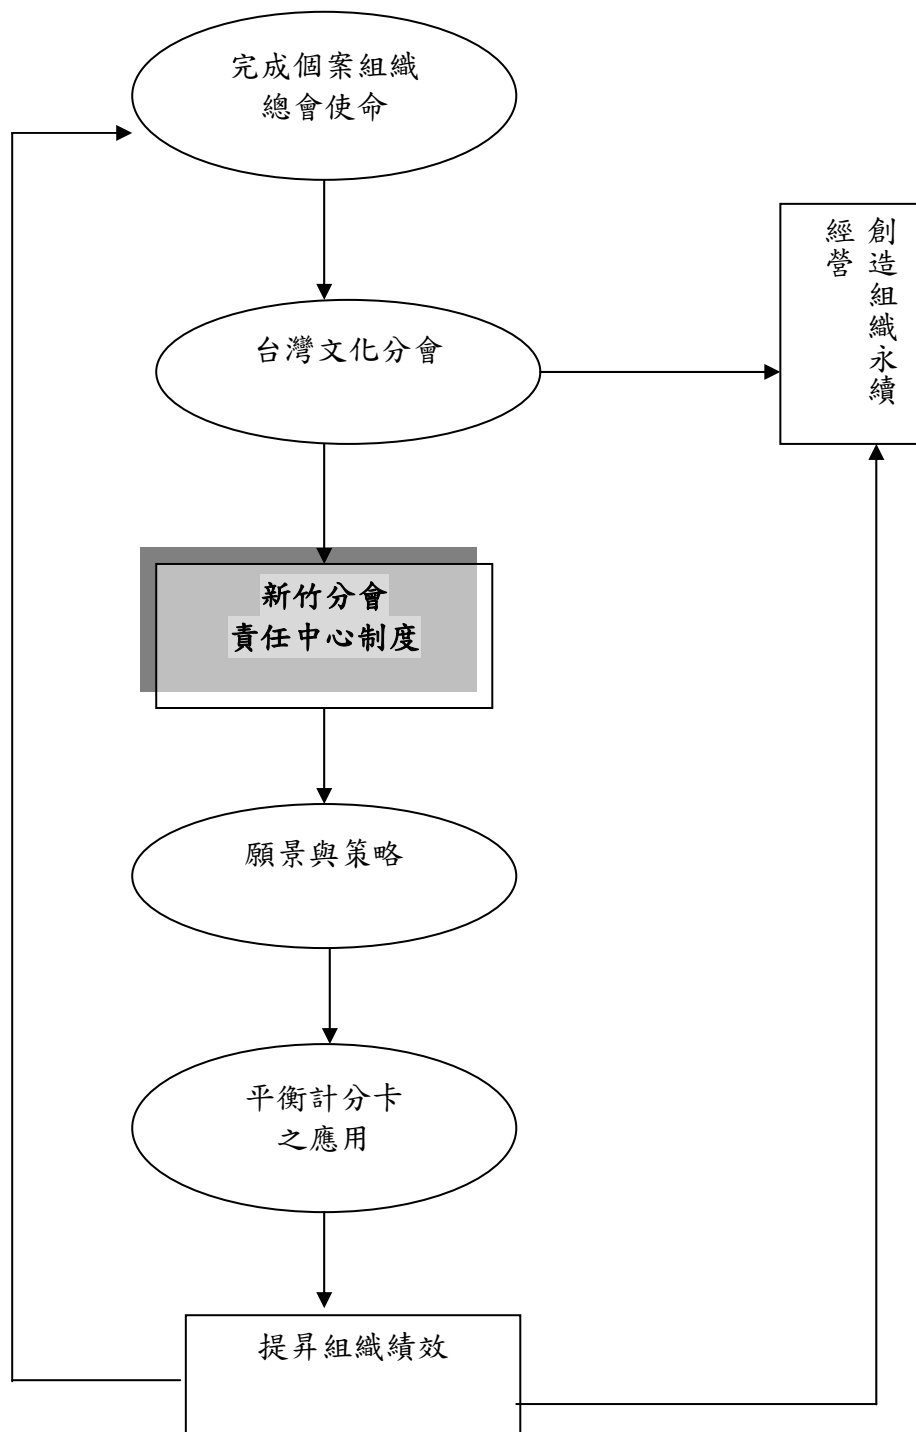 完成個案組織
總會使命
創造組織永續
經營
台灣文化分會
新竹分會
責任中心制度
願景與策略
平衡計分卡
之應用
提昇組織績效